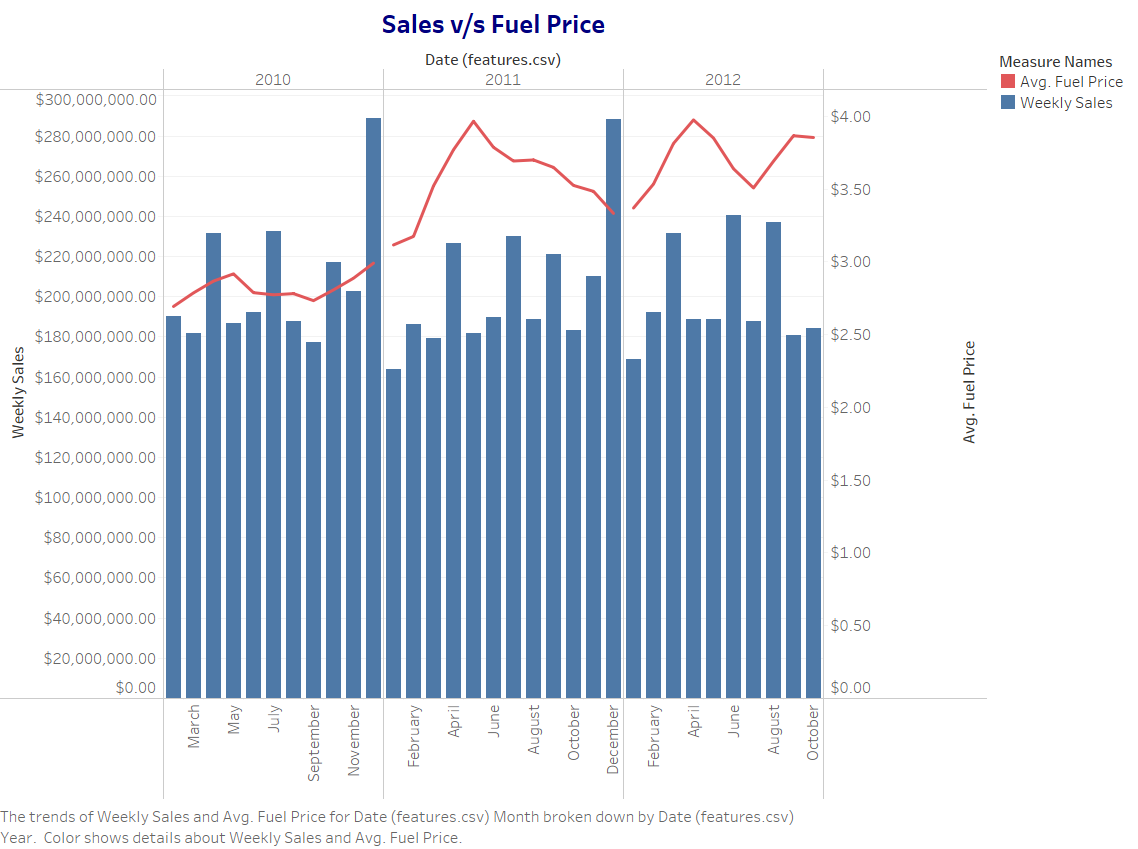 Sales v/s Fuel Price
Date (features.csv)
2010
2011
2012
Measure Names
Avg. Fuel Price
Weekly Sales
Weekly Sales
$300,000,000.00
$280,000,000.00
$260,000,000.00
$240,000,000.00
$220,000,000.00
$200,000,000.00
$180,000,000.00
$160,000,000.00
$140,000,000.00
$120,000,000.00
$100,000,000.00
$80,000,000.00
$60,000,000.00
$40,000,000.00
$20,000,000.00
$0.00
$4.00
$3.50
$3.00
$2.50
$2.00
$1.50
$1.00
$0.50
$0.00
Avg. Fuel Price
March
May
July
September
November
February
April
June
August
October
December
February
April
June
August
October
The trends of Weekly Sales and Avg. Fuel Price for Date (features.csv) Month broken down by Date (features.csv)
Year.  Color shows details about Weekly Sales and Avg. Fuel Price.